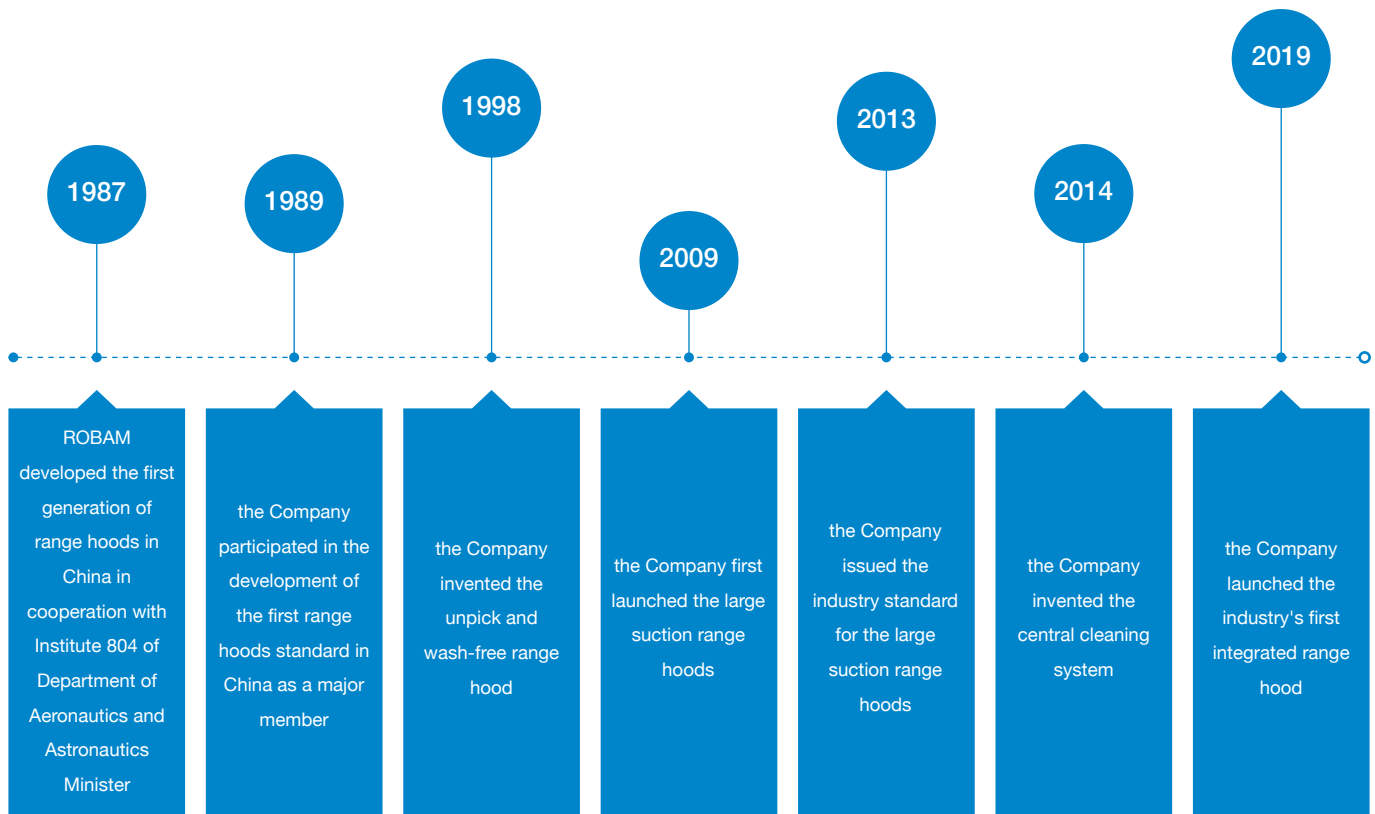 1987
1989
1998
2009
2013
2014
2019
ROBAM
developed the first
generation of
range hoods in
China in
cooperation with
Institute 804 of
Department of
Aeronautics and
Astronautics
Minister
the Company
participated in the
development of
the first range
hoods standard in
China as a major
member
the Company
invented the
unpick and
wash-free range
hood
the Company first
launched the large
suction range
hoods
the Company
issued the
industry standard
for the large
suction range
hoods
the Company
invented the
central cleaning
system
the Company
launched the
industry's first
integrated range
hood